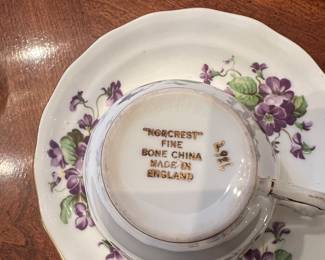 "NORCREST"
FINE
BONE CHINA
MADE IN
ENGLAND